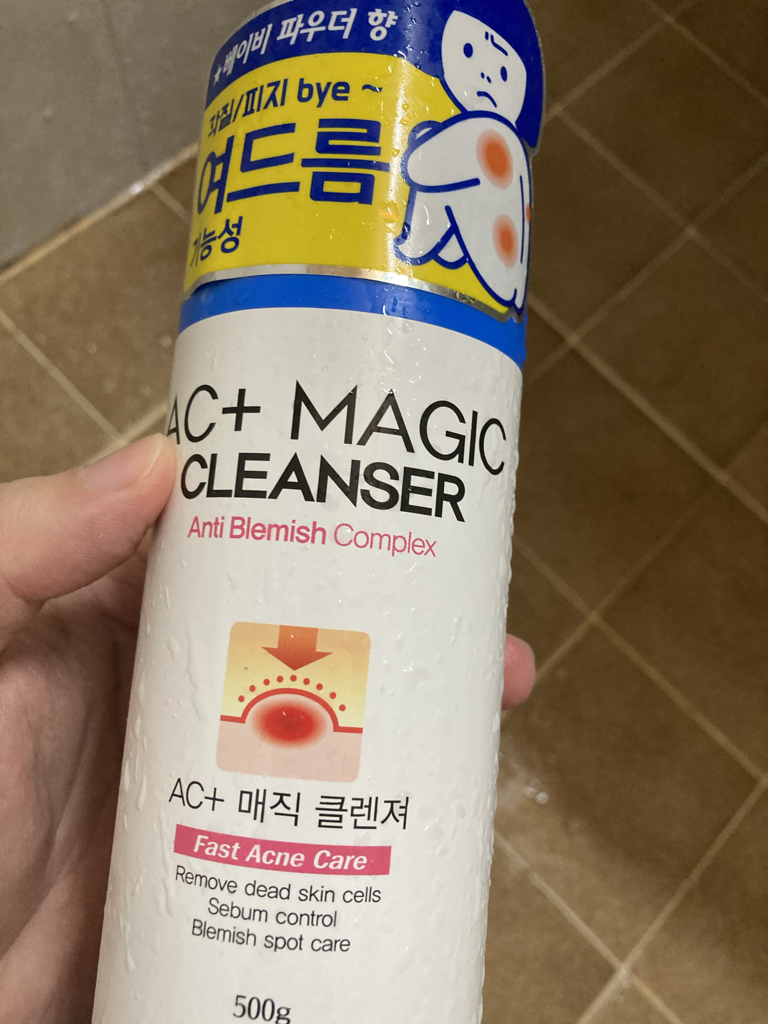 ★베이비 파우더 향
각질/피지 bye ~
여드름
기능성
AC+ MAGIC
CLEANSER
Anti Blemish Complex
AC+ 매직 클렌져
Fast Acne Care
Remove dead skin cells
Sebum control
Blemish spot care
500g